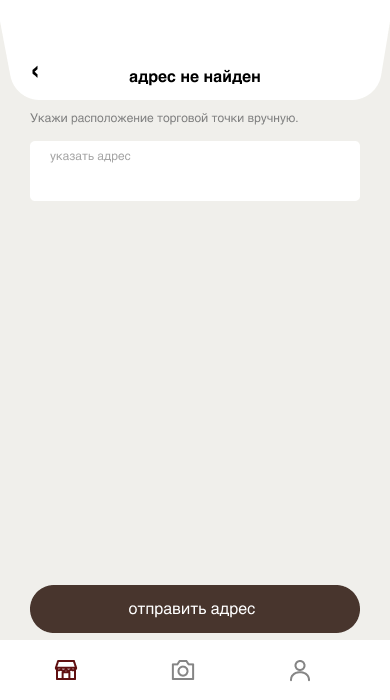 адрес не найден
Укажи расположение торговой точки вручную.
указать адрес
отправить адрес